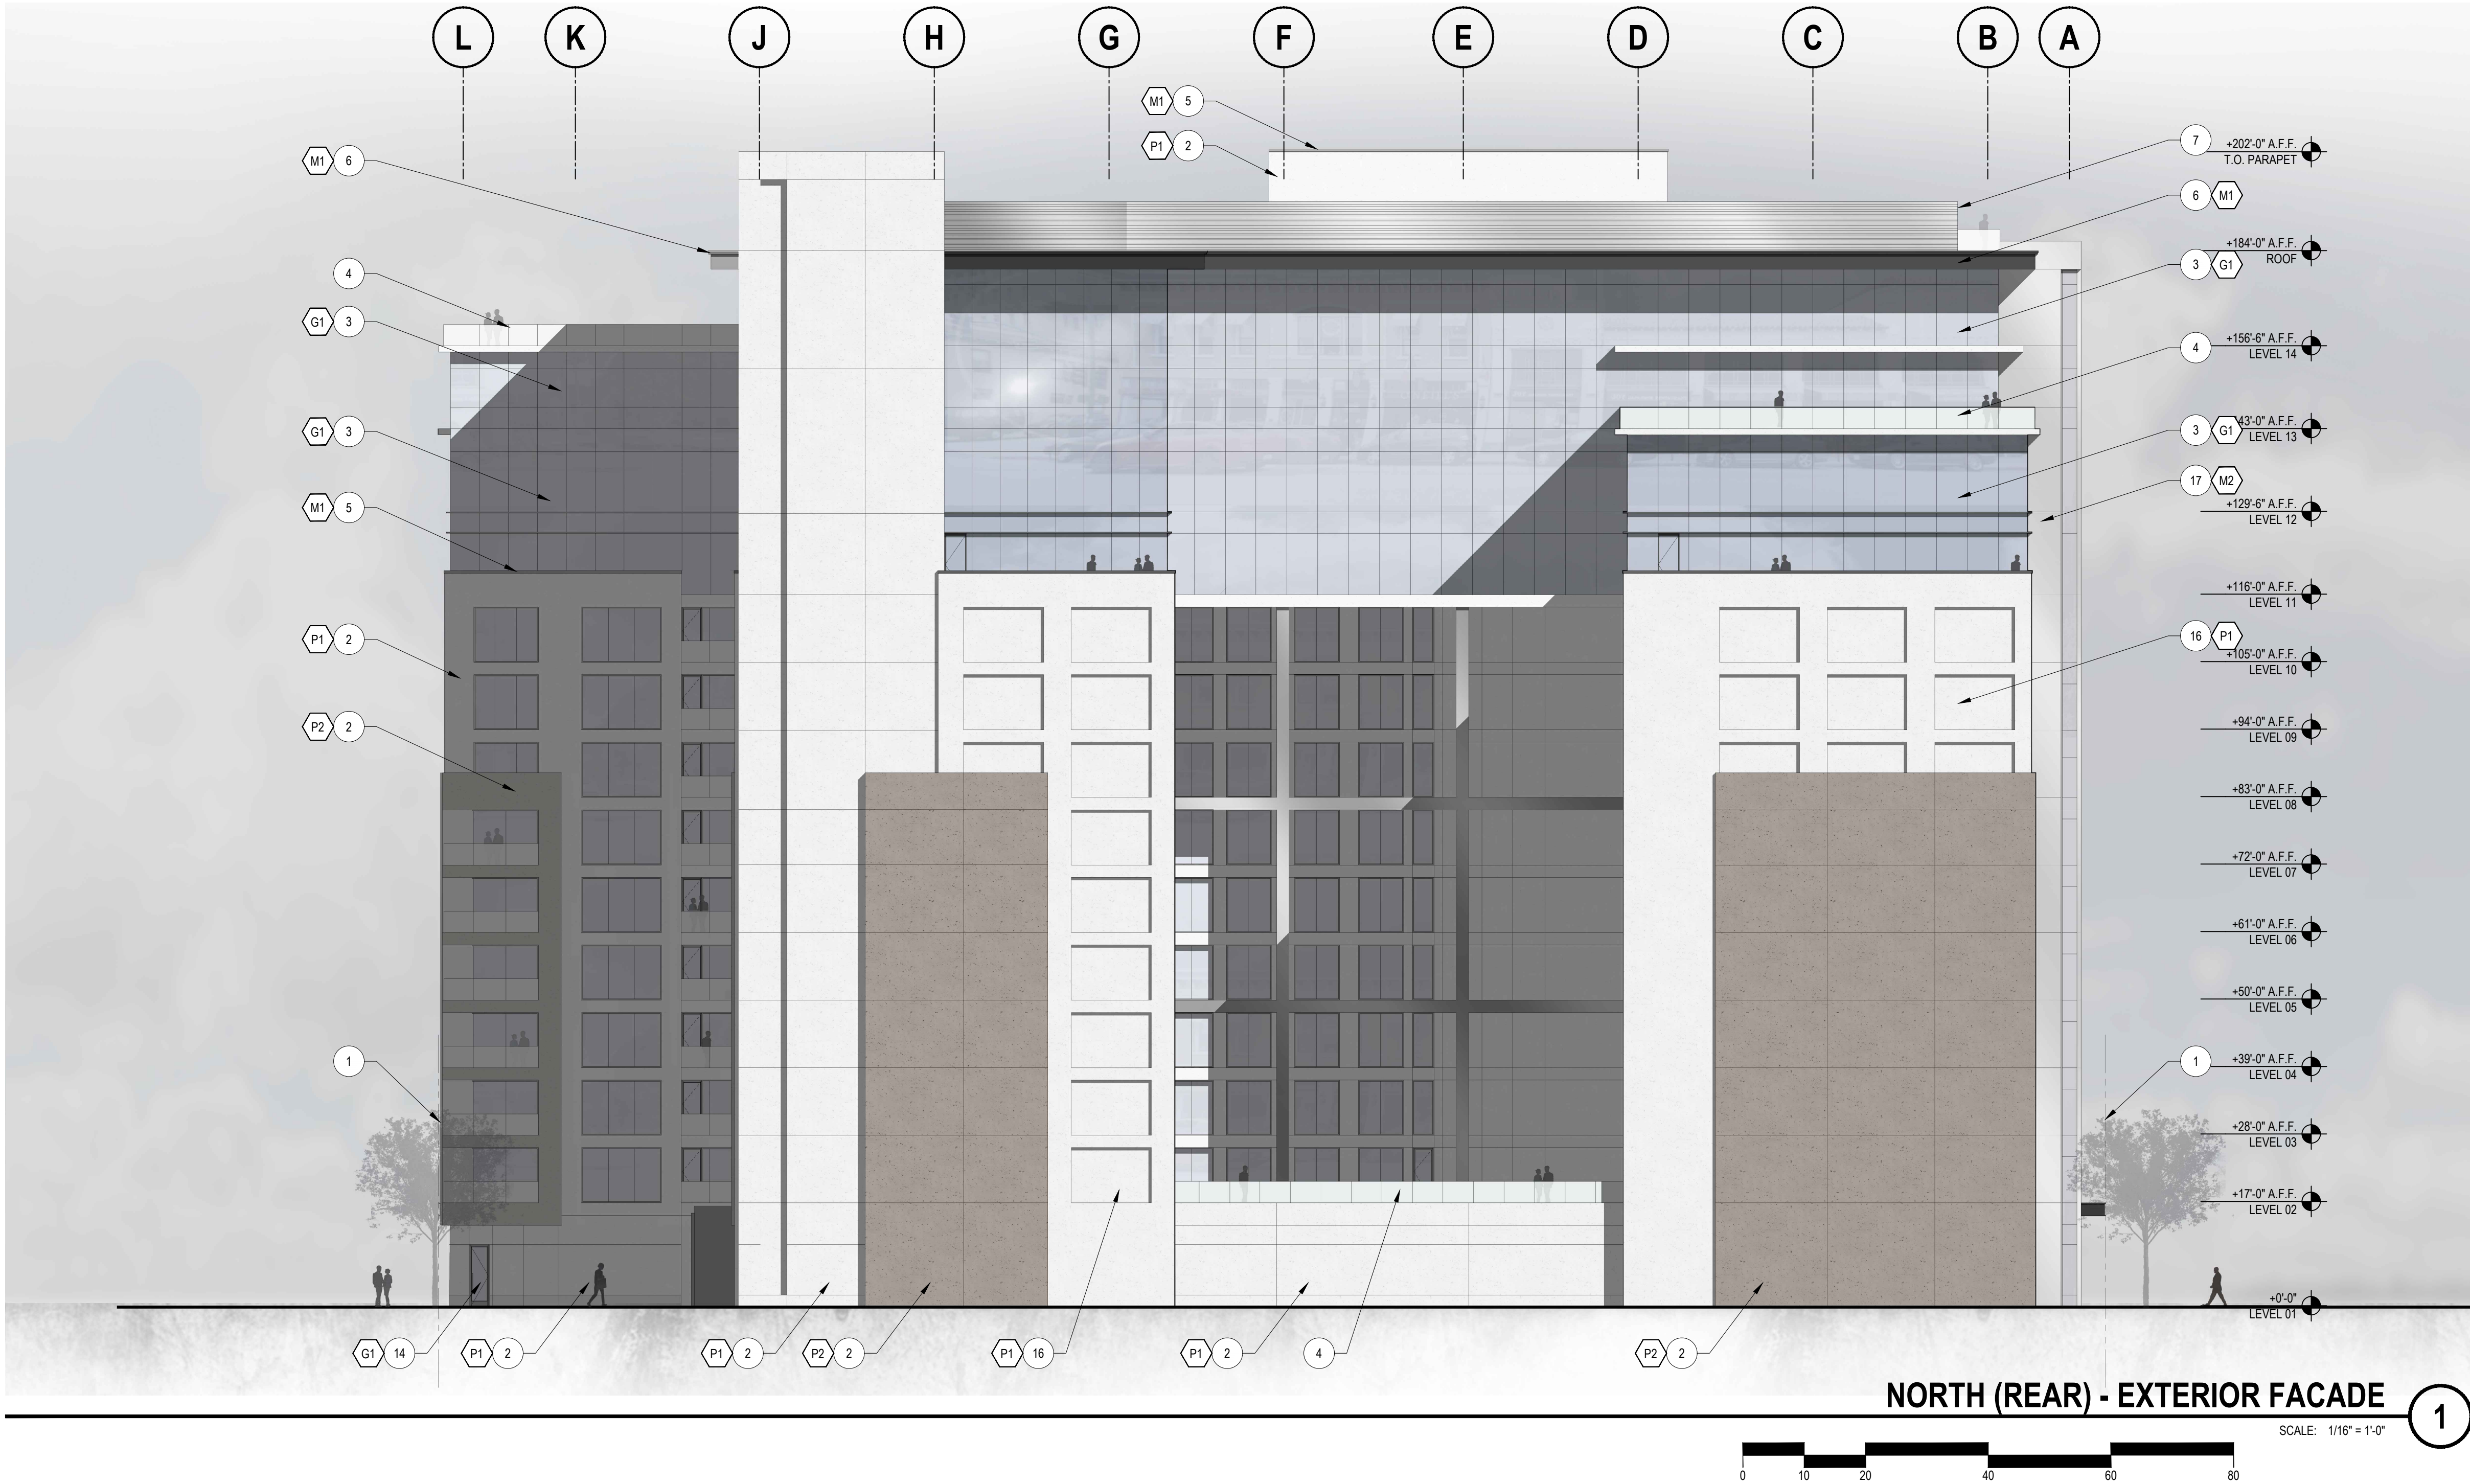 L K J H G F E D C B A
M1 5
P1 2
M1 6
7
+202'-0" A.F.F.
T.O. PARAPET
6 M1
+184'-0" A.F.F.
ROOF
4
3 G1
G1 3
4
+156'-6" A.F.F.
LEVEL 14
G1 3
3 G1
43'-0" A.F.F.
LEVEL 13
M1 5
17 M2
+129'-6" A.F.F.
LEVEL 12
+116'-0" A.F.F.
LEVEL 11
P1 2
16 P1
+105'-0" A.F.F.
LEVEL 10
P2 2
+94'-0" A.F.F.
LEVEL 09
+83'-0" A.F.F.
LEVEL 08
+72'-0" A.F.F.
LEVEL 07
+61'-0" A.F.F.
LEVEL 06
+50'-0" A.F.F.
LEVEL 05
1
1
+39'-0" A.F.F.
LEVEL 04
+28'-0" A.F.F.
LEVEL 03
+17'-0" A.F.F.
LEVEL 02
+0'-0"
LEVEL 01
G1 14
P1 2
P1 2
P2 2
P1 16
P1 2
4
P2 2
NORTH (REAR) - EXTERIOR FACADE
1
SCALE: 1/16" = 1'-0"
0 10 20 40 60 80